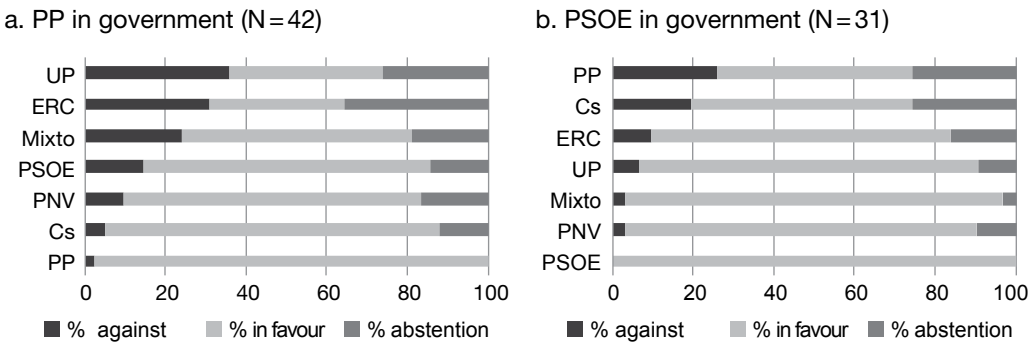 a. PP in government (N=42)
UP
ERC
Mixto
PSOE
PNV
Cs
PP
0 20 40 60 80 100
% against % in favour % abstention
b. PSOE in government (N=31)
PP
Cs
ERC
UP
Mixto
PNV
PSOE
0 20 40 60 80 100
% against % in favour % abstention